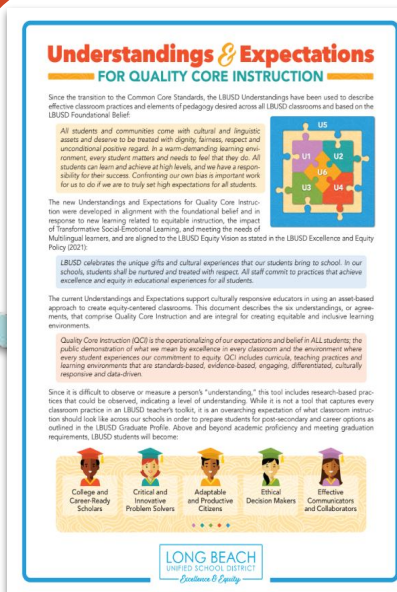 Understandings & Expectations
FOR QUALITY CORE INSTRUCTION
Since the transition to the Common Core Standards, the LBUSD Understandings have been used to describe
effective classroom practices and elements of pedagogy desired across all LBUSD classrooms and based on the
LBUSD Foundational Belief:
All students and communities come with cultural and linguistic
assets and deserve to be treated with dignity, fairness, respect and
unconditional positive regard. In a warm-demanding learning envi-
ronment, every student matters and needs to feel that they do. All
students can learn and achieve at high levels, and we have a respon-
sibility for their success. Confronting our own bias is important work
for us to do if we are to truly set high expectations for all students.
U5
U1
U2
U6
U3
U4
The new Understandings and Expectations for Quality Core Instruc-
tion were developed in alignment with the foundational belief and in
response to new learning related to equitable instruction, the impact
of Transformative Social-Emotional Learning, and meeting the needs of
Multilingual learners, and are aligned to the LBUSD Equity Vision as stated in the LBUSD Excellence and Equity
Policy (2021):
LBUSD celebrates the unique gifts and cultural experiences that our students bring to school. In our
schools, students shall be nurtured and treated with respect. All staff commit to practices that achieve
excellence and equity in educational experiences for all students.
The current Understandings and Expectations support culturally responsive educators in using an asset-based
approach to create equity-centered classrooms. This document describes the six understandings, or agree-
ments, that comprise Quality Core Instruction and are integral for creating equitable and inclusive learning
environments.
Quality Core Instruction (QCI) is the operationalizing of our expectations and belief in ALL students; the
public demonstration of what we mean by excellence in every classroom and the environment where
every student experiences our commitment to equity. QCI includes curricula, teaching practices and
learning environments that are standards-based, evidence-based, engaging, differentiated, culturally
responsive and data-driven.
Since it is difficult to observe or measure a person's "understanding," this tool includes research-based prac-
tices that could be observed, indicating a level of understanding. While it is not a tool that captures every
classroom practice in an LBUSD teacher's toolkit, it is an overarching expectation of what classroom instruc-
tion should look like across our schools in order to prepare students for post-secondary and career options as
outlined in the LBUSD Graduate Profile. Above and beyond academic proficiency and meeting graduation
requirements, LBUSD students will become:
College and
Career-Ready
Scholars
Critical and
Innovative
Problem Solvers
Adaptable
and Productive
Citizens
Ethical
Decision Makers
Effective
Communicators
and Collaborators
LONG BEACH
UNIFIED SCHOOL DISTRICT
Excellence & Equity